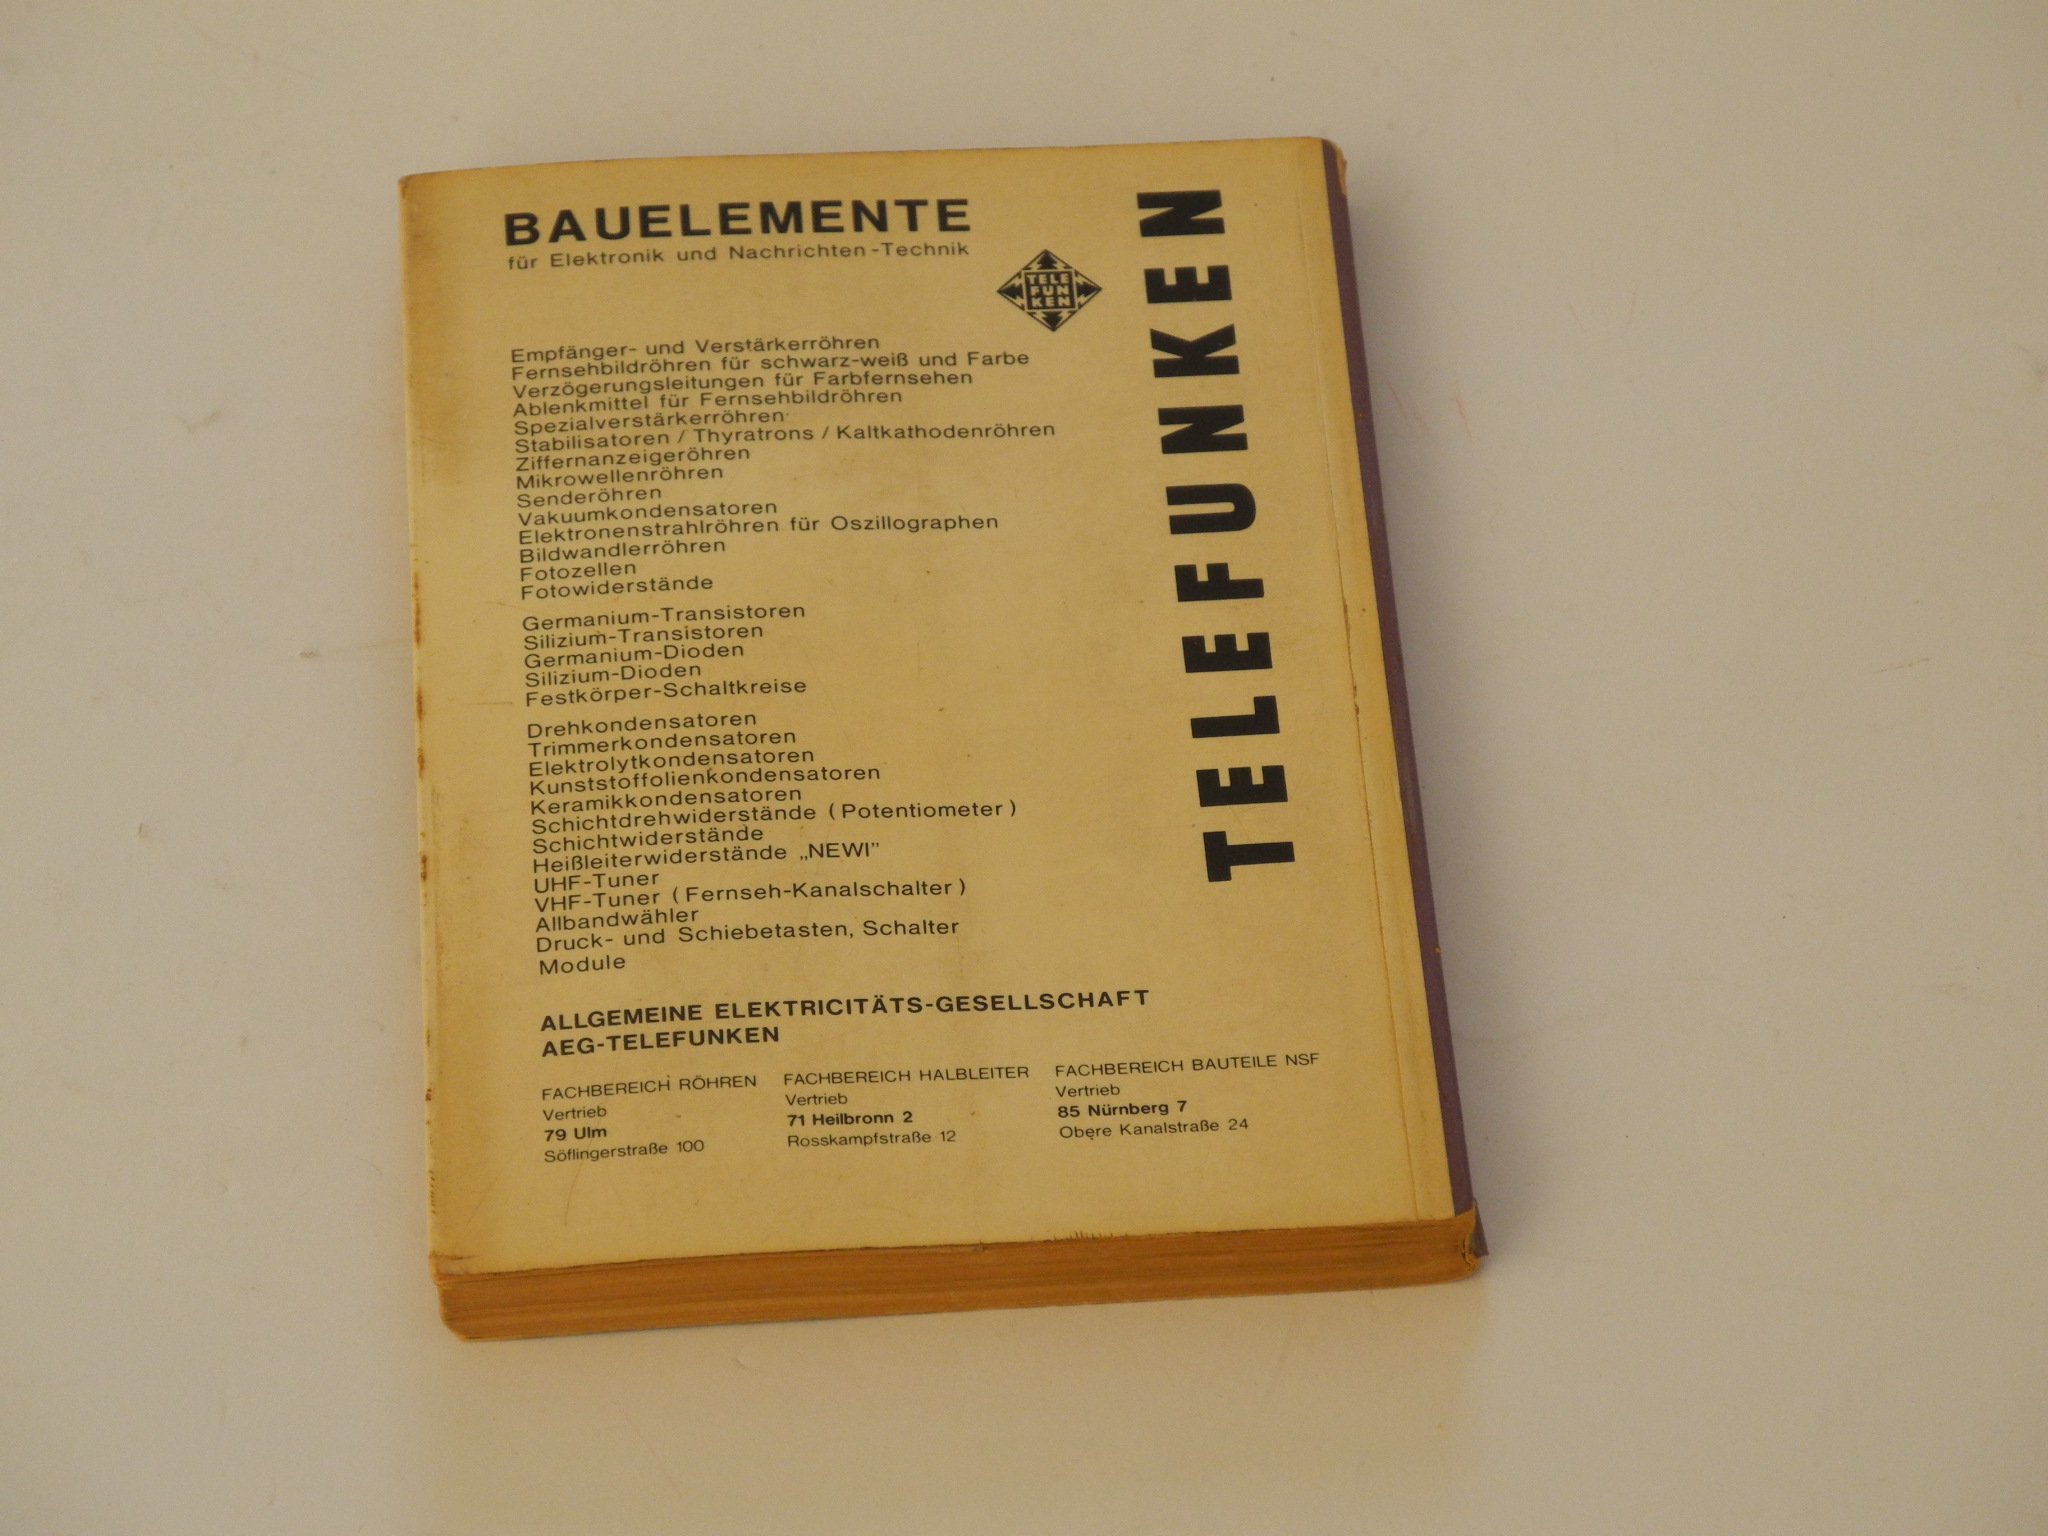 BAUELEMENTE
für Elektronik und Nachrichten-Technik
TELE
FUN
KEN
TELEFUNKEN
Empfänger- und Verstärkerröhren
Fernsehbildröhren für schwarz-weiß und Farbe
Verzögerungsleitungen für Farbfernsehen
Ablenkmittel für Fernsehbildröhren
Spezialverstärkerröhren
Stabilisatoren / Thyratrons / Kaltkathodenröhren
Ziffernanzeigeröhren
Mikrowellenröhren
Senderöhren
Vakuumkondensatoren
Elektronenstrahlröhren für Oszillographen
Bildwandlerröhren
Fotozellen
Fotowiderstände
Germanium-Transistoren
Silizium-Transistoren
Germanium-Dioden
Silizium-Dioden
Festkörper-Schaltkreise
Drehkondensatoren
Trimmerkondensatoren
Elektrolytkondensatoren
Kunststoffolienkondensatoren
Keramikkondensatoren
Schichtdrehwiderstände (Potentiometer)
Schichtwiderstände
Heißleiterwiderstände „NEWI”
UHF-Tuner
VHF-Tuner (Fernseh-Kanalschalter)
Allbandwähler
Druck- und Schiebetasten, Schalter
Module
ALLGEMEINE ELEKTRICITÄTS-GESELLSCHAFT
AEG-TELEFUNKEN
FACHBEREICH RÖHREN
Vertrieb
79 Ulm
Söflingerstraße 100
FACHBEREICH HALBLEITER
Vertrieb
71 Heilbronn 2
Rosskampfstraße 12
FACHBEREICH BAUTEILE NSF
Vertrieb
85 Nürnberg 7
Obere Kanalstraße 24